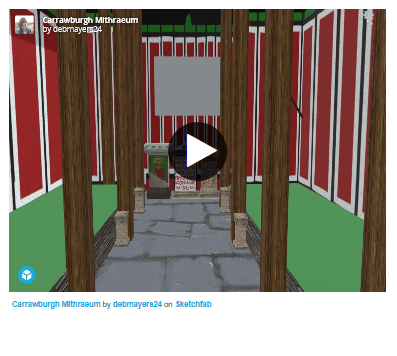 Carrawburgh Mithraeum
by debmayers24
Carrawburgh Mithraeum by debmayers24 on Sketchfab